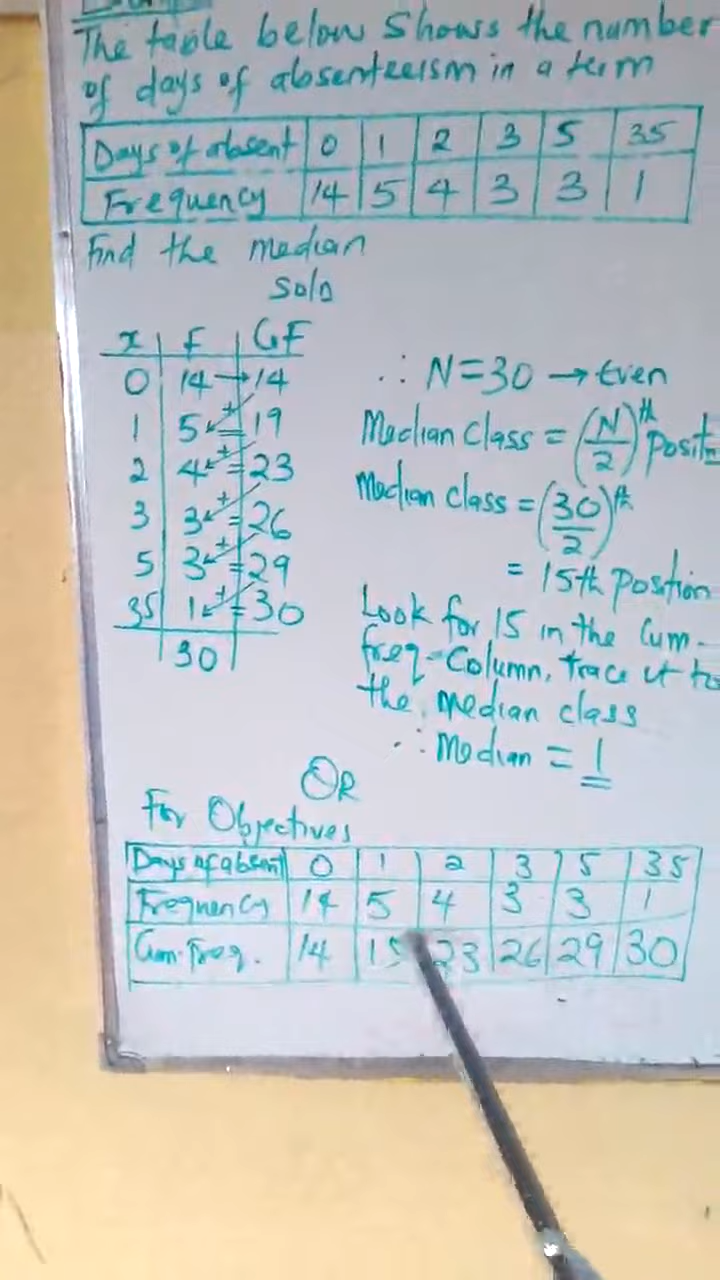 The table below shows the number
of days of absenteeism in a term
Days of absent 0 1 2 3 5 35
Frequency 14 5 4 3 3 1
Find the median
Soln
x F CF
0 14 → 14
1 5 + = 19
2 4 + = 23
3 3 + = 26
5 3 + = 29
35 1 + = 30
30
∴ N = 30 → Even
Median Class = (N/2)th
Median class = (30/2)th
= 15th position
Look for 15 in the Cum.
freq-Column, trace it to
the median class
∴ Median = 1
OR
For Objectives
Days of absent 0 1 2 3 5 35
Frequency 14 5 4 3 3 1
Cum. Freq. 14 23 26 29 30